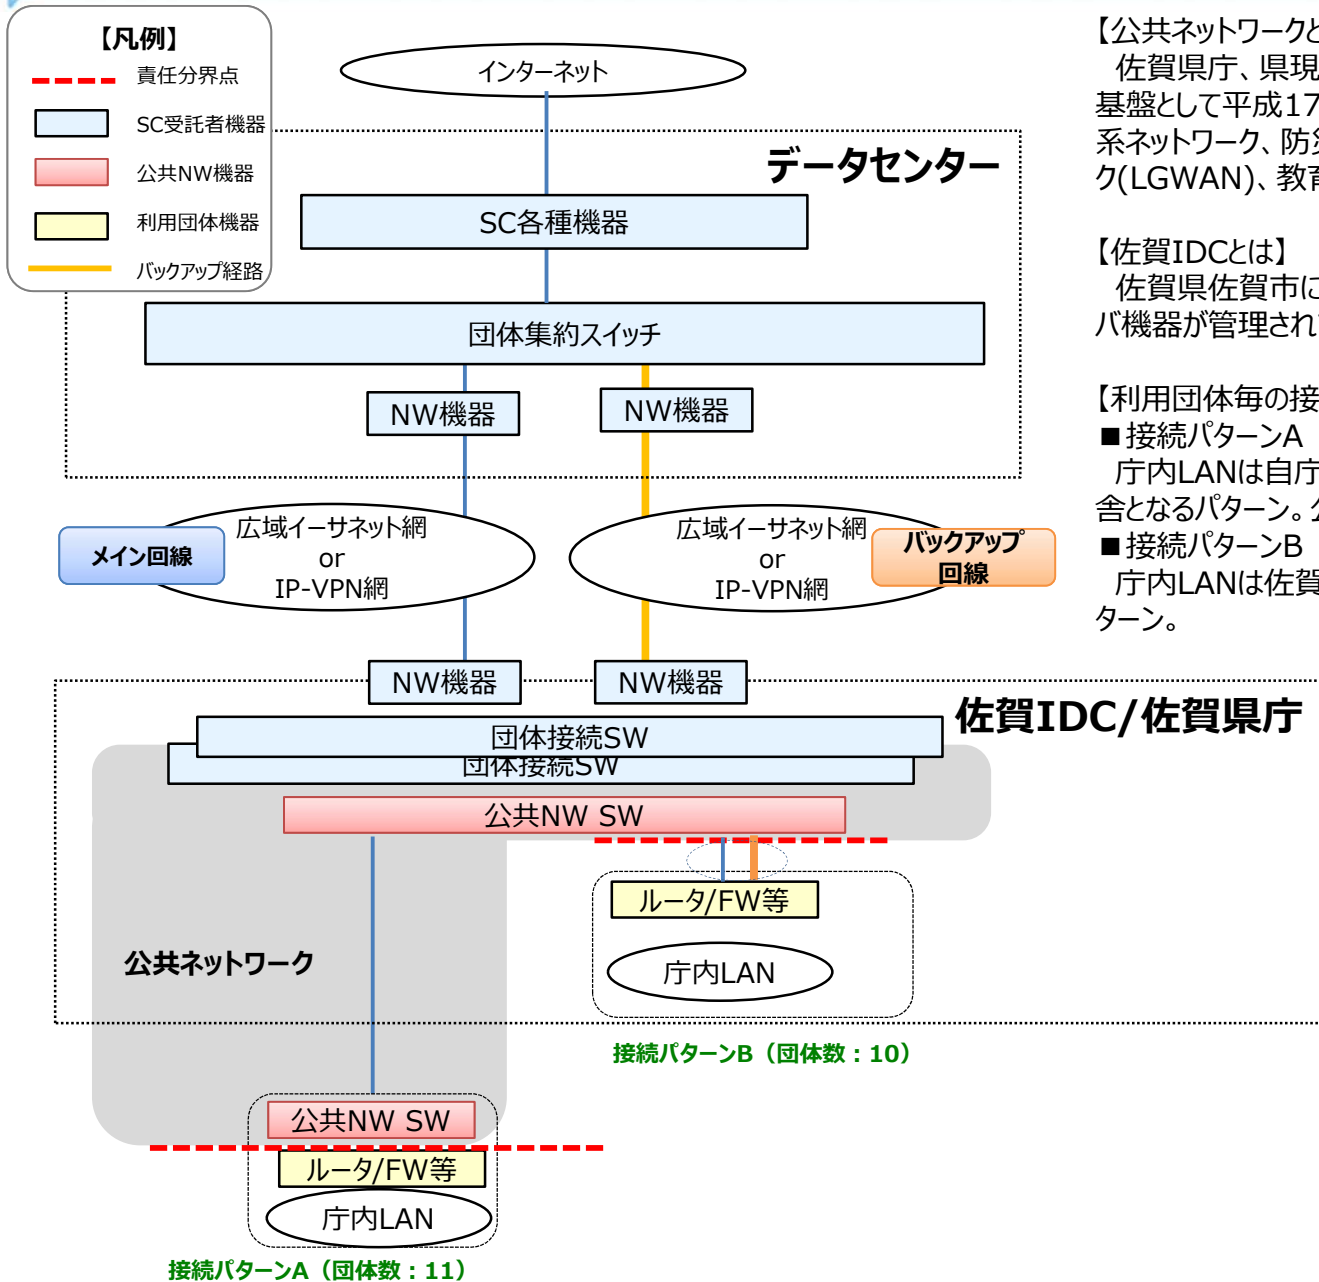 【凡例】
責任分界点
SC受託者機器
公共NW機器
利用団体機器
バックアップ経路
インターネット
データセンター
SC各種機器
団体集約スイッチ
NW機器
NW機器
広域イーサネット網
or
IP-VPN網
メイン回線
広域イーサネット網
or
IP-VPN網
バックアップ
回線
NW機器
NW機器
佐賀IDC/佐賀県庁
団体接続SW
団体接続SW
公共NW SW
ルータ/FW等
庁内LAN
公共ネットワーク
接続パターンB（団体数：10）
公共NW SW
ルータ/FW等
庁内LAN
接続パターンA（団体数：11）
【公共ネットワークと
佐賀県庁、県現
基盤として平成17
系ネットワーク、防災
ク(LGWAN)、教育
【佐賀IDCとは】
佐賀県佐賀市に
バ機器が管理され
【利用団体毎の接
■接続パターンA
庁内LANは自庁
舎となるパターン。公
■接続パターンB
庁内LANは佐賀
ターン。